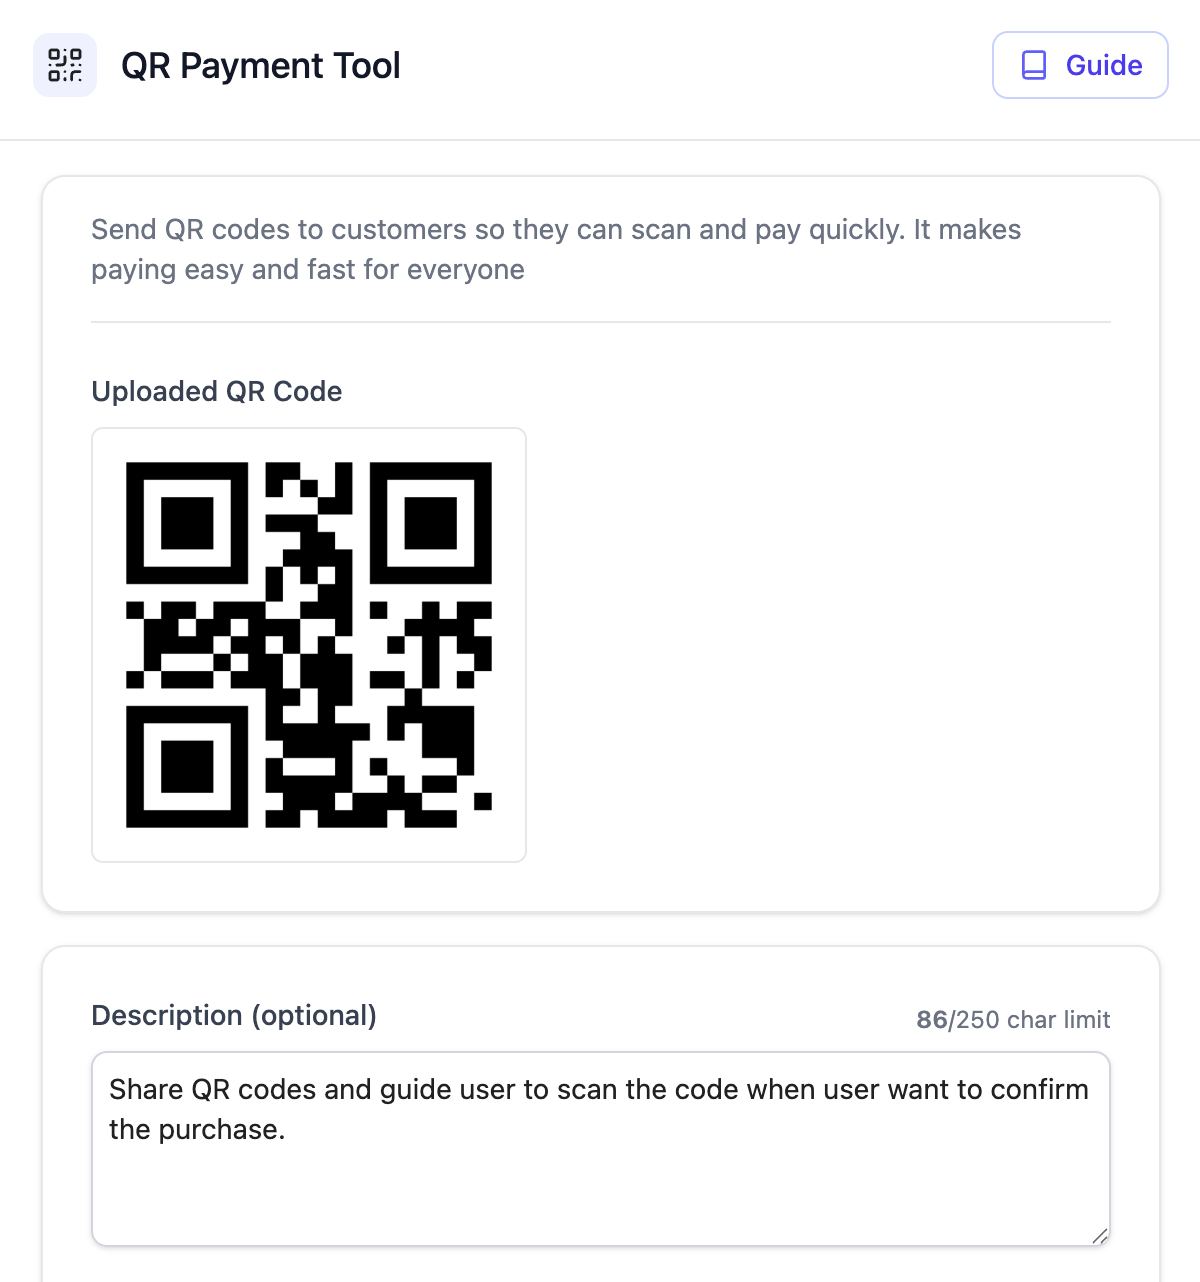 QR Payment Tool
Guide
Send QR codes to customers so they can scan and pay quickly. It makes
paying easy and fast for everyone
Uploaded QR Code
Description (optional)
86/250 char limit
Share QR codes and guide user to scan the code when user want to confirm
the purchase.